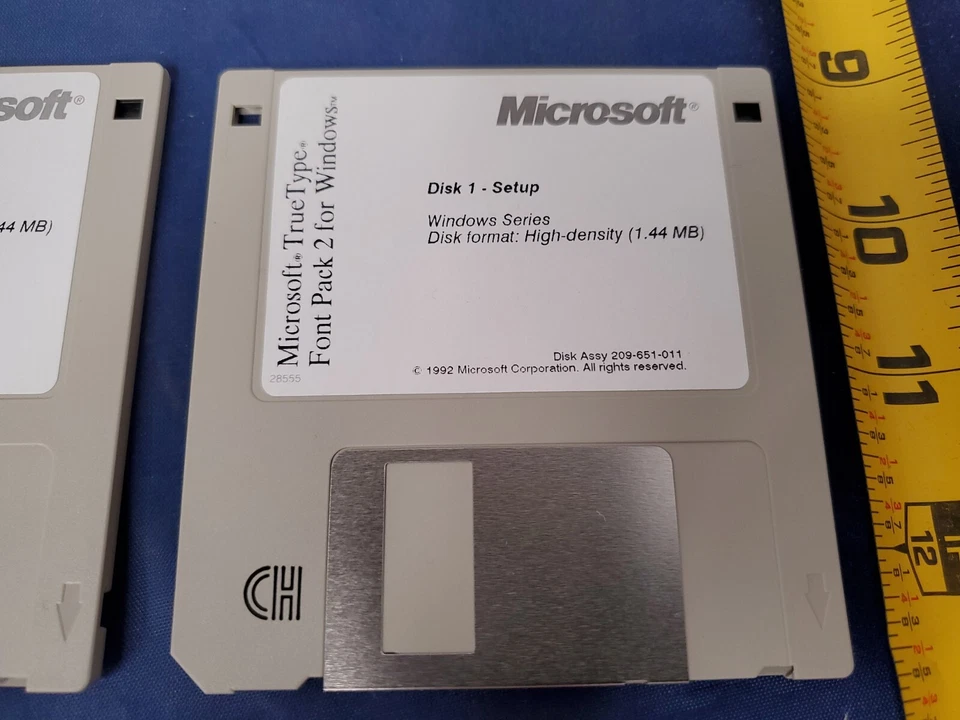 soft®
44 MB)
Microsoft® TrueType®
Font Pack 2 for Windows™
Microsoft®
Disk 1 - Setup
Windows Series
Disk format: High-density (1.44 MB)
Disk Assy 209-651-011
© 1992 Microsoft Corporation. All rights reserved.
28555
CH
9
10
11
12